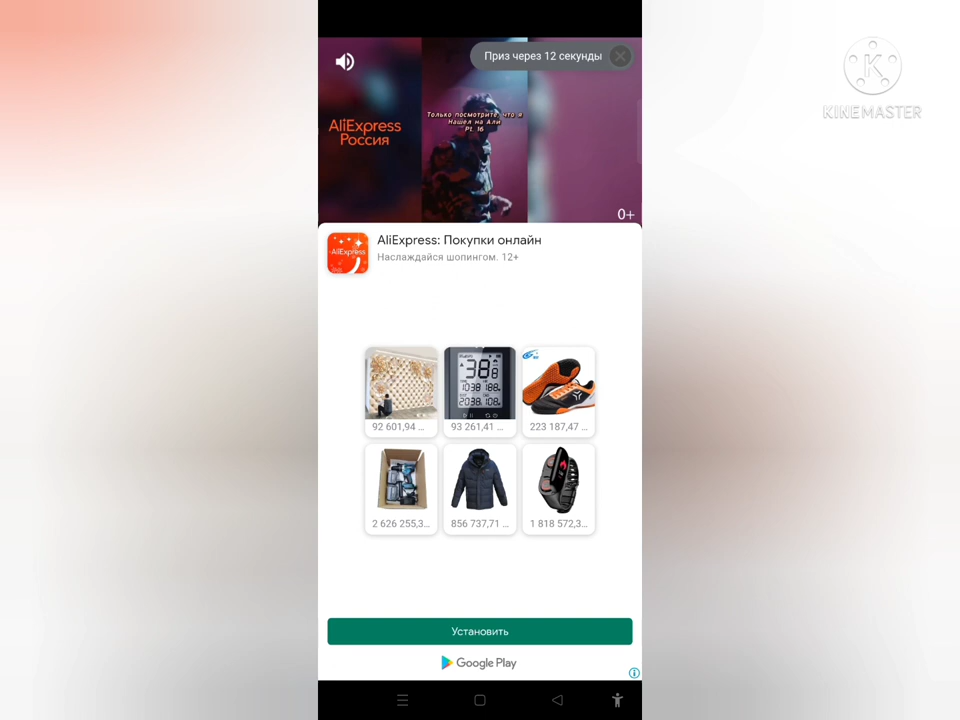 Приз через 12 секунды
KINEMASTER
AliExpress
Россия
Только посмотрите, что я
Нашел на Али
Pt. 16
0+
AliExpress
AliExpress: Покупки онлайн
Наслаждайся шопингом. 12+
92 601,94 ...
93 261,41 ...
223 187,47 ...
2 626 255,3...
856 737,71 ...
1 818 572,3...
Установить
Google Play